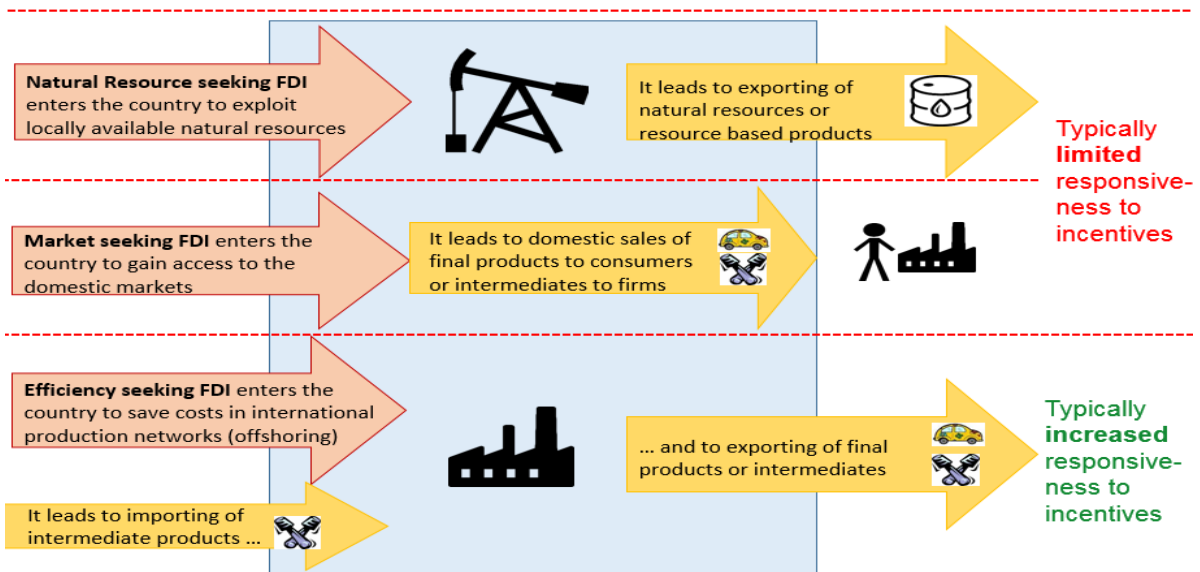 Natural Resource seeking FDI
enters the country to exploit
locally available natural resources
It leads to exporting of
natural resources or
resource based products
Typically
limited
responsive-
ness to
incentives
Market seeking FDI enters the
country to gain access to the
domestic markets
It leads to domestic sales of
final products to consumers
or intermediates to firms
Efficiency seeking FDI enters the
country to save costs in international
production networks (offshoring)
... and to exporting of final
products or intermediates
Typically
increased
responsive-
ness to
incentives
It leads to importing of
intermediate products ...